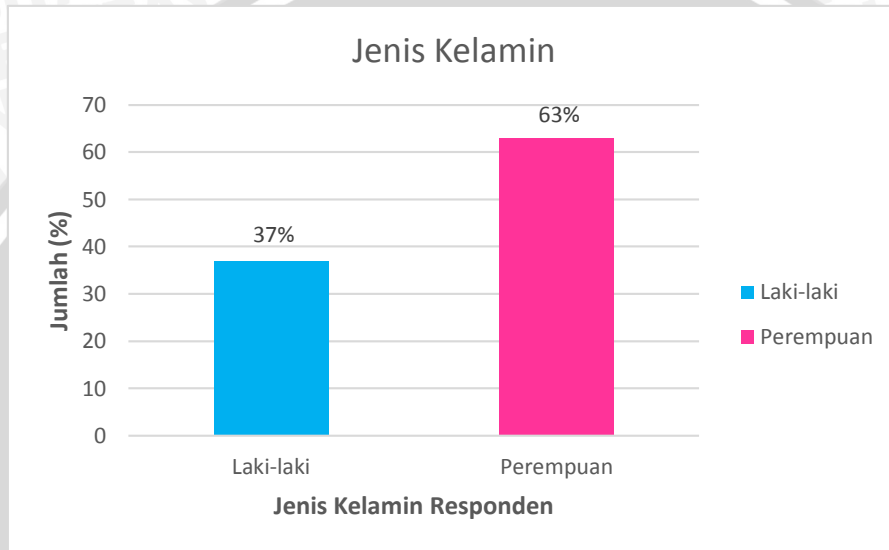 Jenis Kelamin
70
60
50
40
30
20
10
0
Jumlah (%)
37%
63%
Laki-laki
Perempuan
Jenis Kelamin Responden
Laki-laki
Perempuan